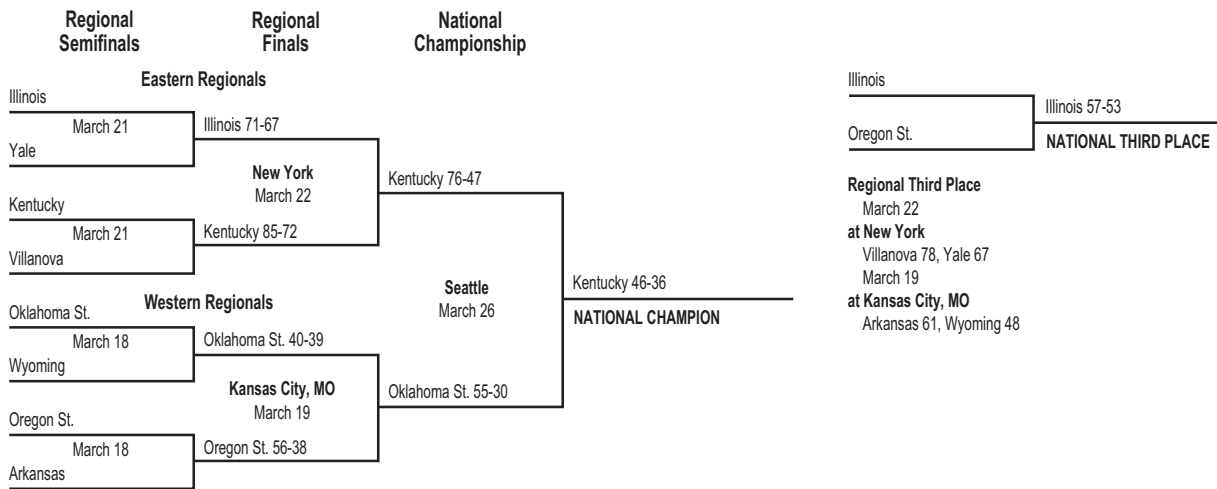 Regional
Semifinals
Regional
Finals
National
Championship
Eastern Regionals
Illinois
March 21
Yale
Illinois 71-67
New York
March 22
Kentucky
March 21
Villanova
Kentucky 85-72
Kentucky 76-47
Western Regionals
Oklahoma St.
March 18
Wyoming
Oklahoma St. 40-39
Kansas City, MO
March 19
Oregon St.
March 18
Arkansas
Oregon St. 56-38
Oklahoma St. 55-30
Seattle
March 26
Kentucky 46-36
NATIONAL CHAMPION
Illinois
Oregon St.
Illinois 57-53
NATIONAL THIRD PLACE
Regional Third Place
March 22
at New York
Villanova 78, Yale 67
March 19
at Kansas City, MO
Arkansas 61, Wyoming 48